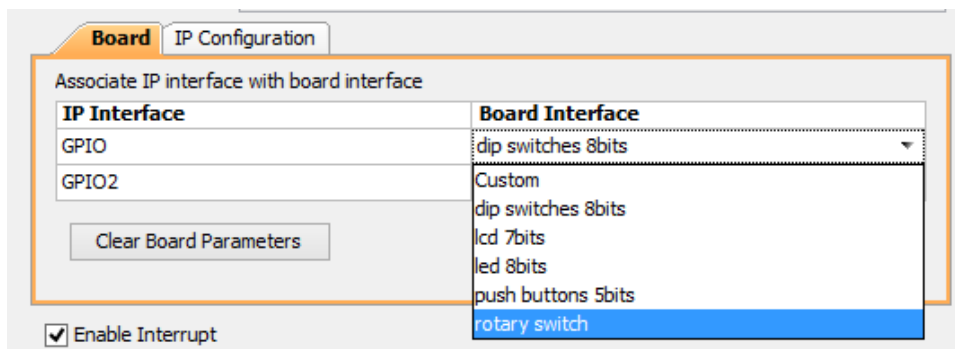 Board IP Configuration
Associate IP interface with board interface
IP Interface Board Interface
GPIO dip switches 8bits
GPIO2 Custom
dip switches 8bits
lcd 7bits
Clear Board Parameters
led 8bits
push buttons 5bits
rotary switch
Enable Interrupt